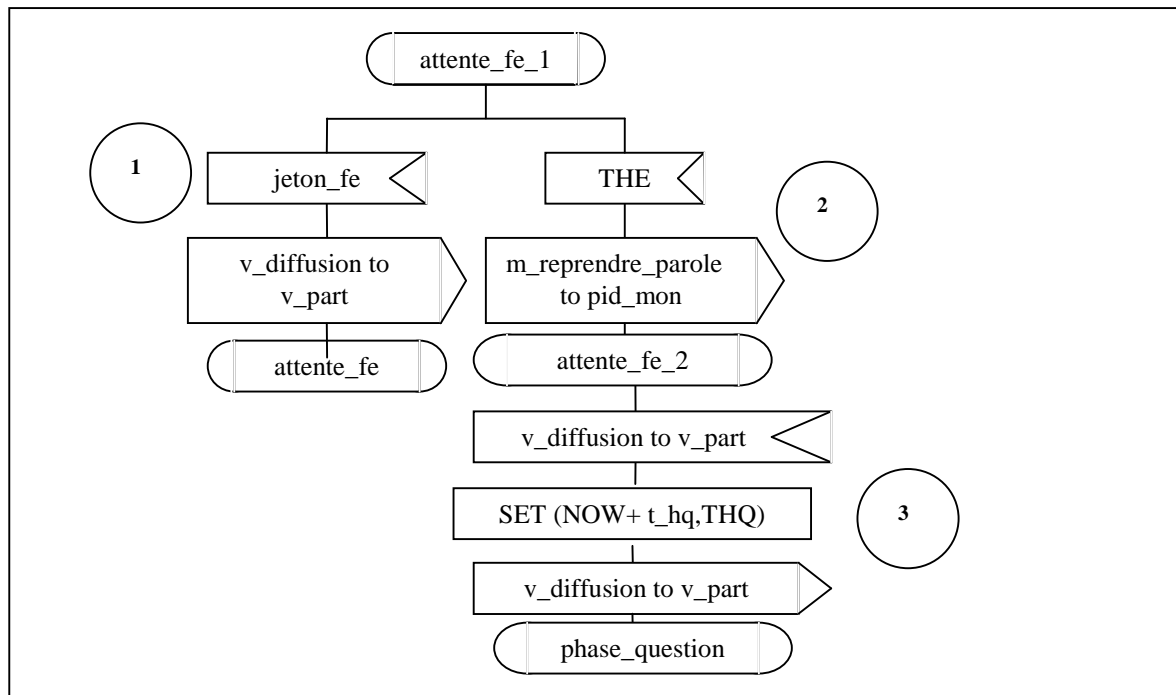 attente_fe_1
1
jeton_fe
THE
2
v_diffusion to
v_part
m_reprendre_parole
to pid_mon
attente_fe
attente_fe_2
v_diffusion to v_part
SET (NOW+ t_hq,THQ)
3
v_diffusion to v_part
phase_question